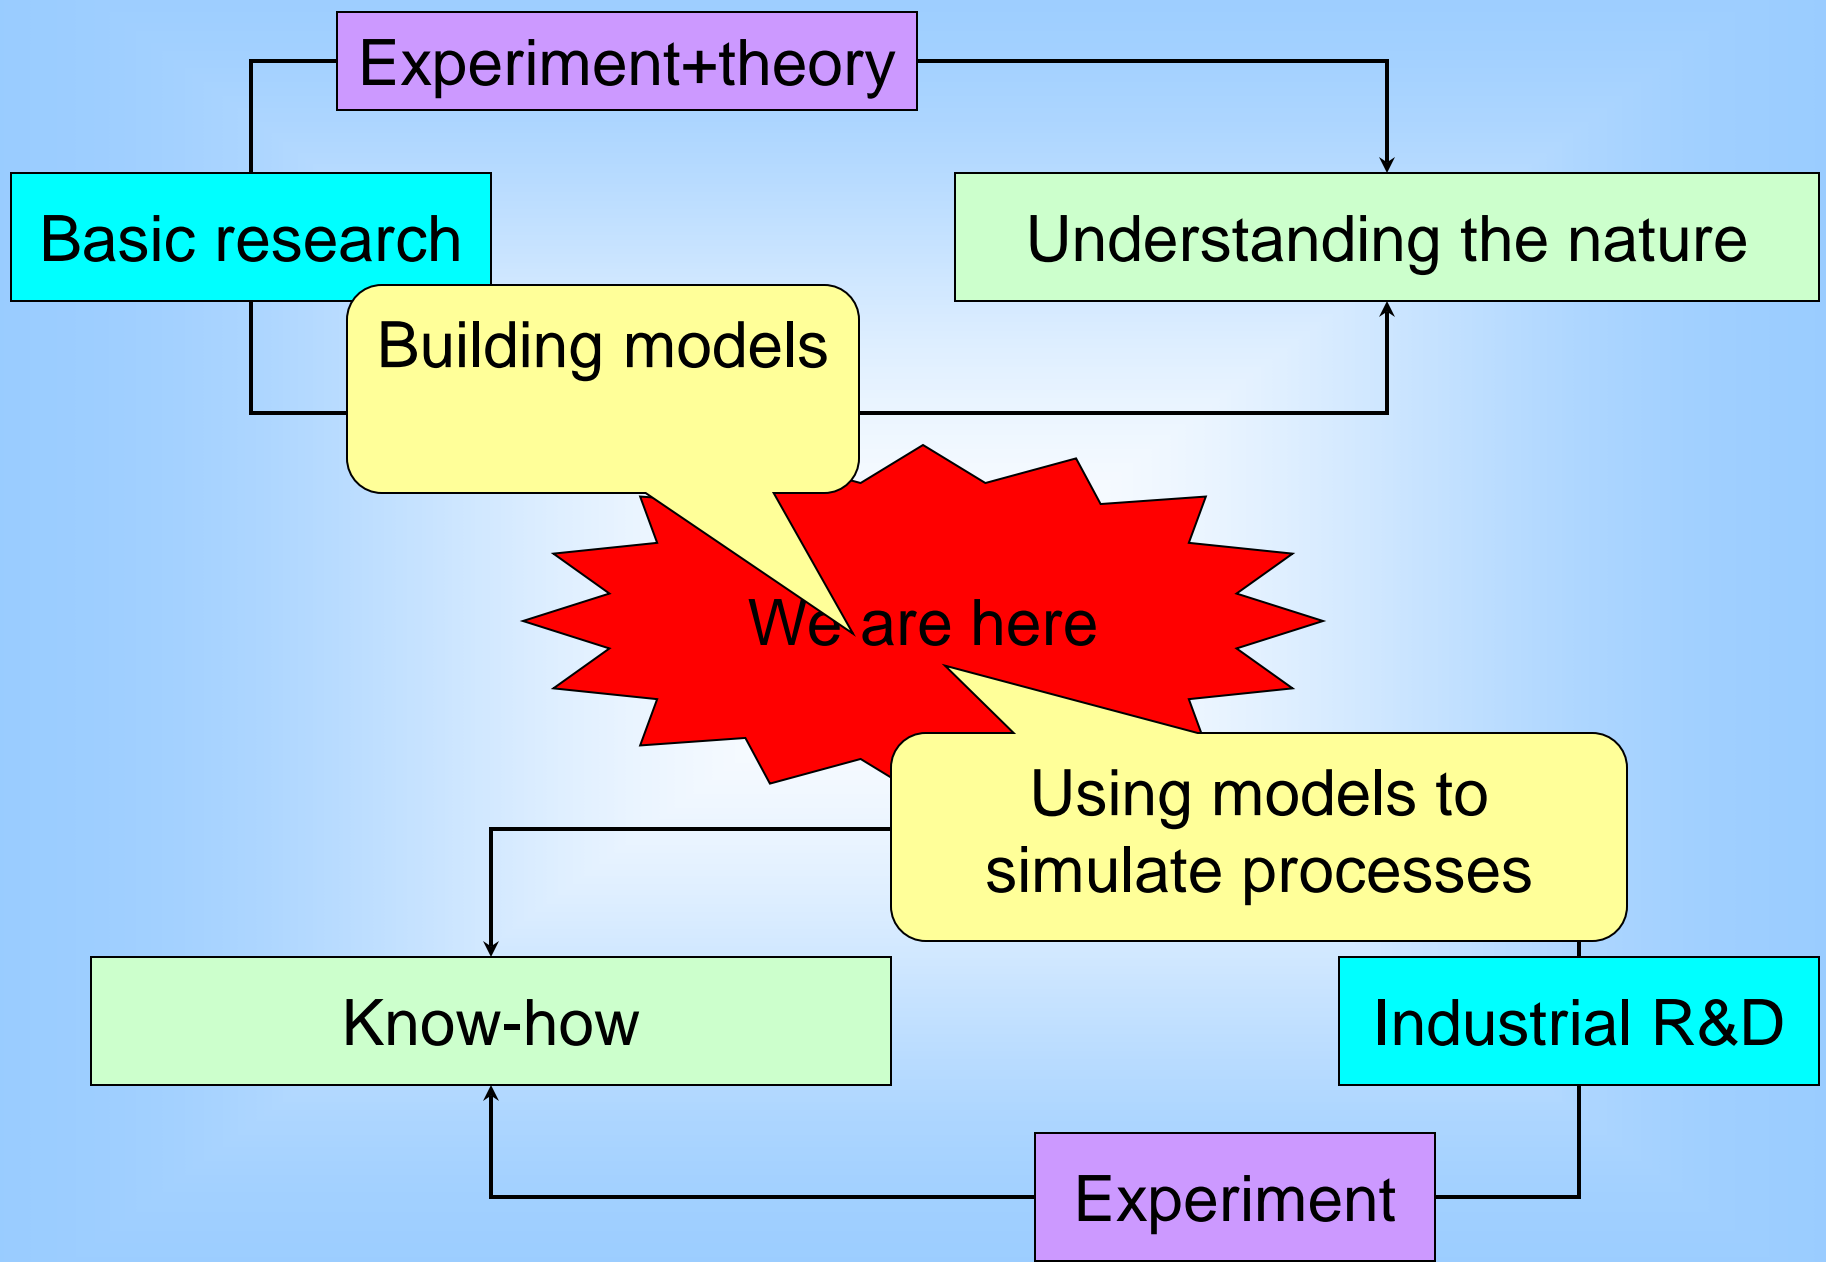 Experiment+theory
Basic research
Understanding the nature
Building models
We are here
Using models to
simulate processes
Know-how
Industrial R&D
Experiment